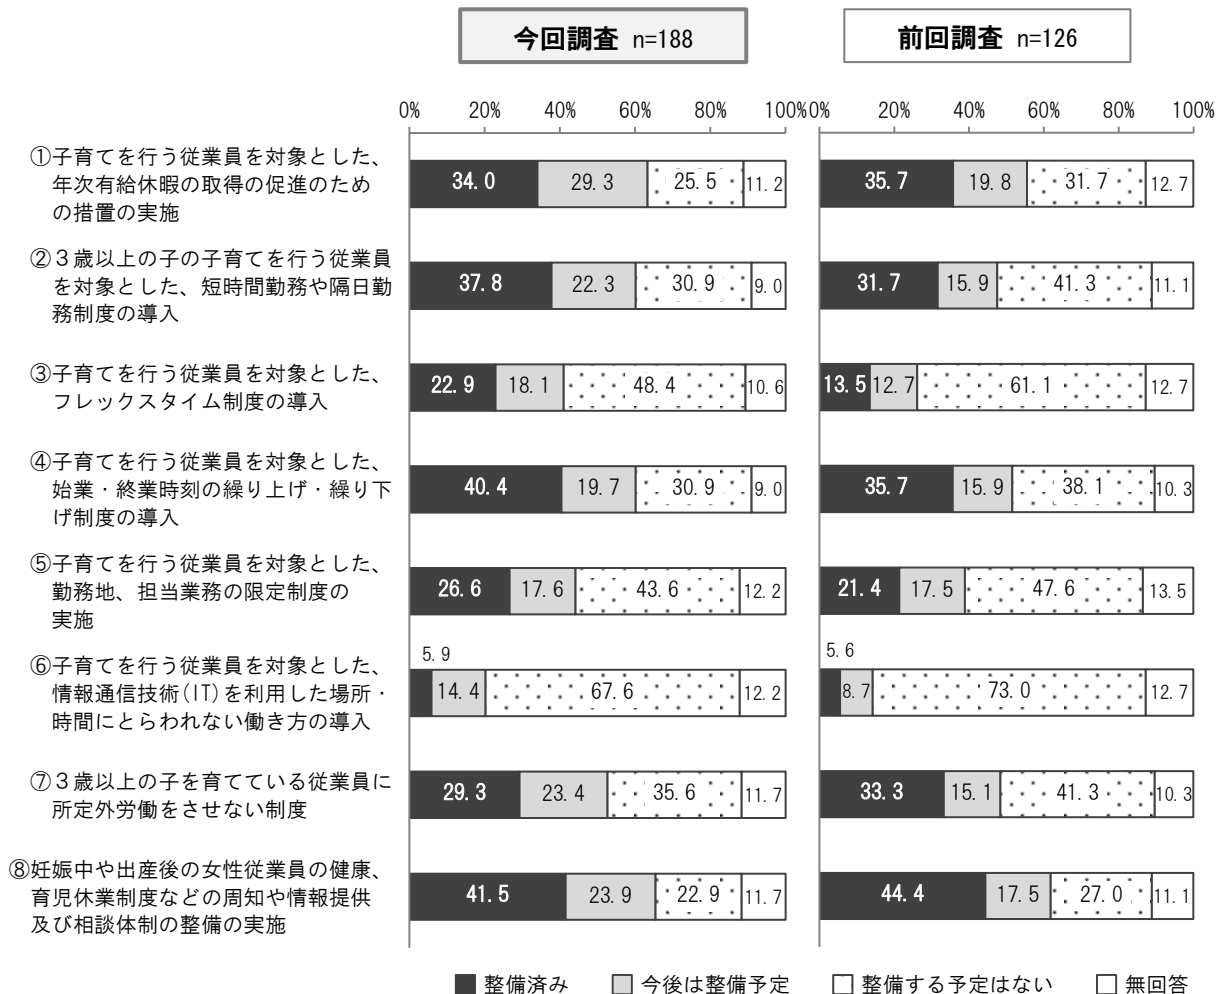 今回調査 n=188
前回調査 n=126
0% 20% 40% 60% 80% 100%
0% 20% 40% 60% 80% 100%
①子育てを行う従業員を対象とした、
年次有給休暇の取得の促進のため
の措置の実施
34.0 29.3 25.5 11.2
35.7 19.8 31.7 12.7
②３歳以上の子の子育てを行う従業員
を対象とした、短時間勤務や隔日勤
務制度の導入
37.8 22.3 30.9 9.0
31.7 15.9 41.3 11.1
③子育てを行う従業員を対象とした、
フレックスタイム制度の導入
22.9 18.1 48.4 10.6
13.5 12.7 61.1 12.7
④子育てを行う従業員を対象とした、
始業・終業時刻の繰り上げ・繰り下
げ制度の導入
40.4 19.7 30.9 9.0
35.7 15.9 38.1 10.3
⑤子育てを行う従業員を対象とした、
勤務地、担当業務の限定制度の
実施
26.6 17.6 43.6 12.2
21.4 17.5 47.6 13.5
⑥子育てを行う従業員を対象とした、
情報通信技術(IT)を利用した場所・
時間にとらわれない働き方の導入
5.9 14.4 67.6 12.2
5.6 8.7 73.0 12.7
⑦３歳以上の子を育てている従業員に
所定外労働をさせない制度
29.3 23.4 35.6 11.7
33.3 15.1 41.3 10.3
⑧妊娠中や出産後の女性従業員の健康、
育児休業制度などの周知や情報提供
及び相談体制の整備の実施
41.5 23.9 22.9 11.7
44.4 17.5 27.0 11.1
整備済み 今後は整備予定 整備する予定はない 無回答